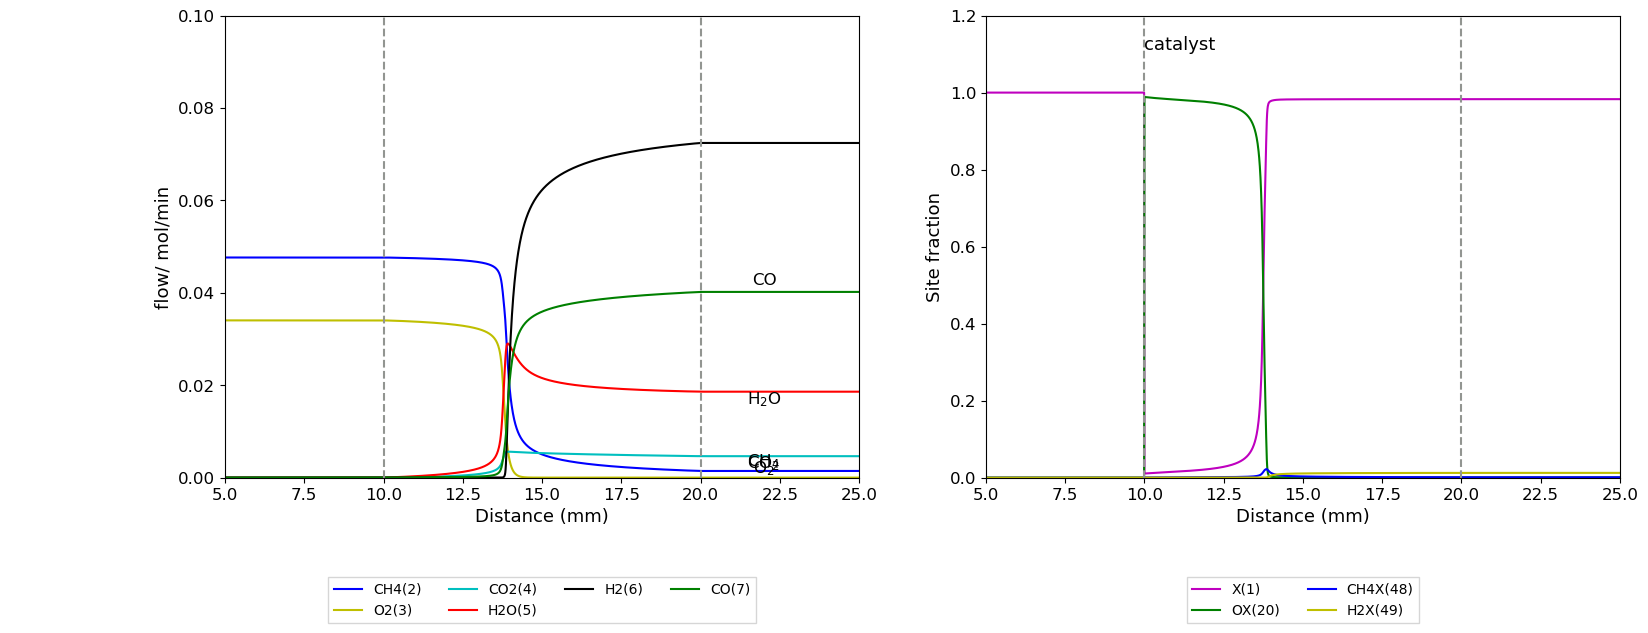 0.10
0.08
0.06
0.04
0.02
0.00
flow/ mol/min
CO
H₂O
CH₄
O₂
5.0 7.5 10.0 12.5 15.0 17.5 20.0 22.5 25.0
Distance (mm)
CH4(2) CO2(4) H2(6) CO(7)
O2(3) H2O(5)
1.2
1.0
0.8
0.6
0.4
0.2
0.0
Site fraction
catalyst
5.0 7.5 10.0 12.5 15.0 17.5 20.0 22.5 25.0
Distance (mm)
X(1) CH4X(48)
OX(20) H2X(49)